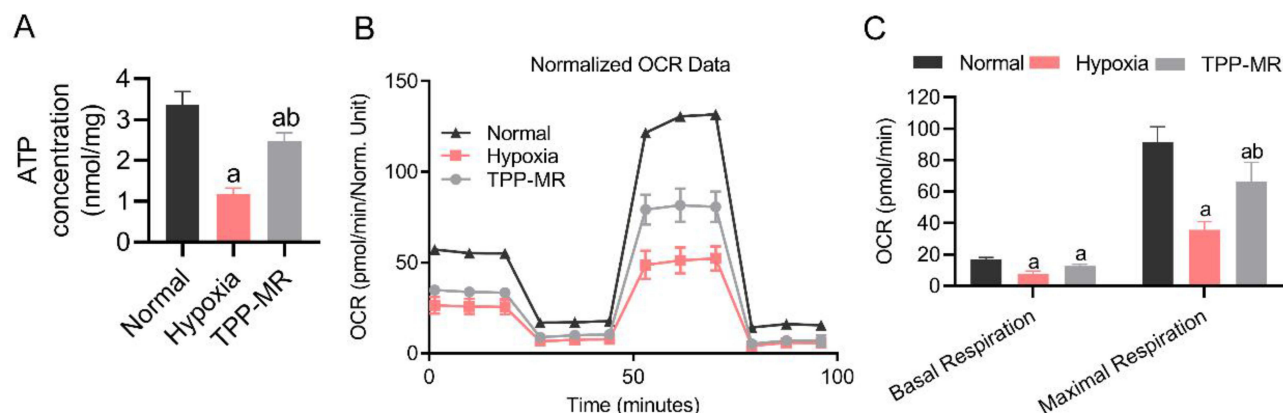 A
ATP
concentration
(nmol/mg)
4
3
2
1
0
a
ab
Normal
Hypoxia
TPP-MR
B
Normalized OCR Data
OCR (pmol/min/Norm. Unit)
150
100
50
0
Normal
Hypoxia
TPP-MR
0
50
100
Time (minutes)
C
Normal Hypoxia TPP-MR
OCR (pmol/min)
120
100
80
60
40
20
0
a
a
a
ab
Basal Respiration
Maximal Respiration